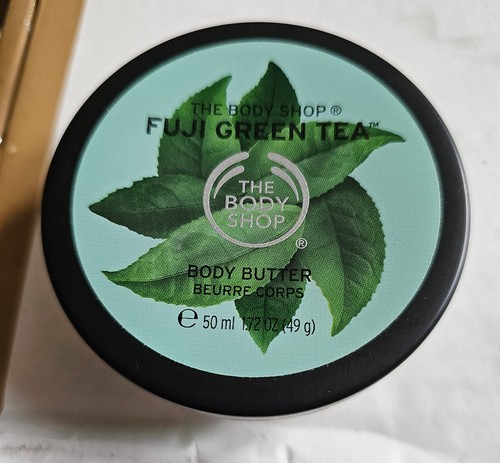 THE BODY SHOP ®
FUJI GREEN TEA™
THE
BODY
SHOP
®
BODY BUTTER
BEURRE CORPS
℮ 50 ml 1.72 OZ (49 g)